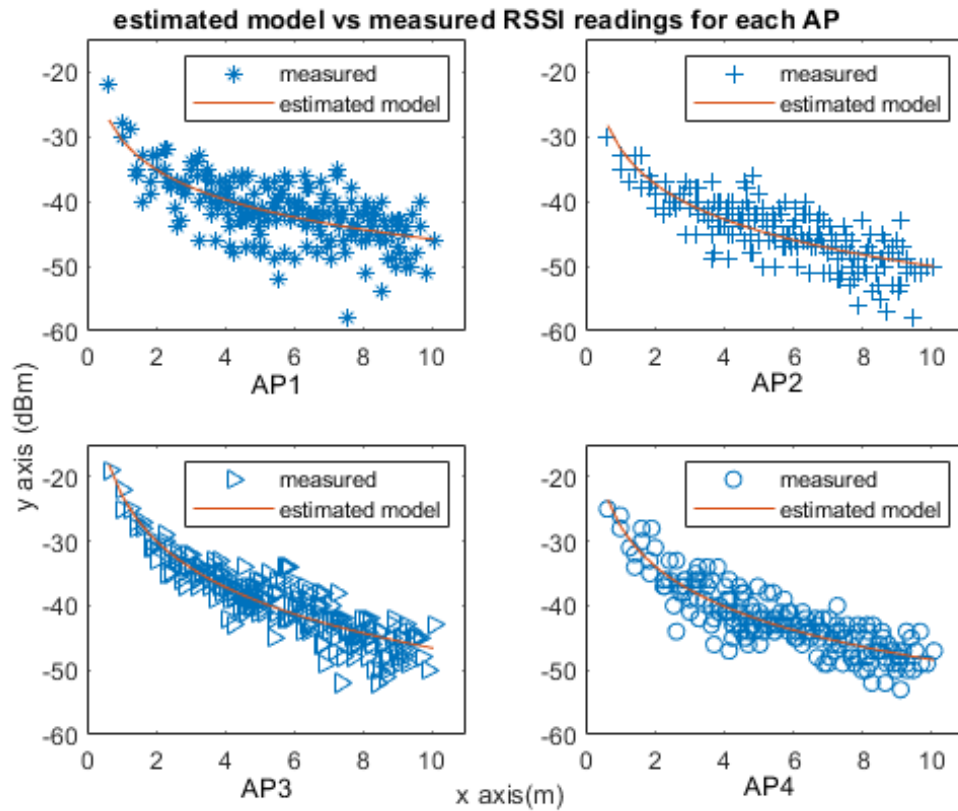 estimated model vs measured RSSI readings for each AP
measured
estimated model
-20
-30
-40
-50
-60
0 2 4 6 8 10
AP1
measured
estimated model
-20
-30
-40
-50
-60
0 2 4 6 8 10
AP2
y axis (dBm)
measured
estimated model
-20
-30
-40
-50
-60
0 2 4 6 8 10
AP3
measured
estimated model
-20
-30
-40
-50
-60
0 2 4 6 8 10
AP4
x axis(m)